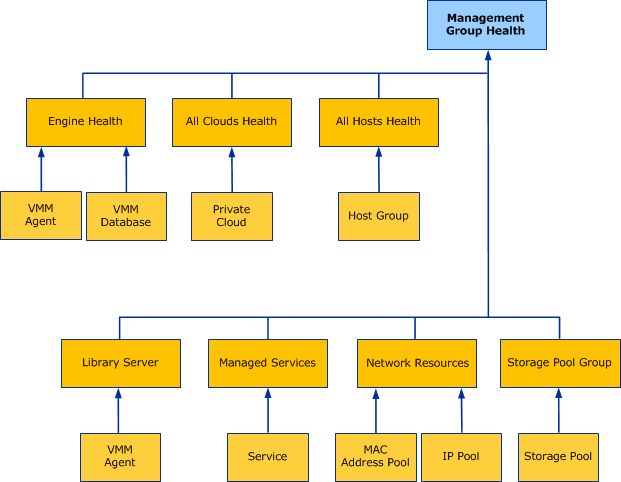 Management
Group Health
Engine Health
All Clouds Health
All Hosts Health
VMM
Agent
VMM
Database
Private
Cloud
Host Group
Library Server
Managed Services
Network Resources
Storage Pool Group
VMM
Agent
Service
MAC
Address Pool
IP Pool
Storage Pool